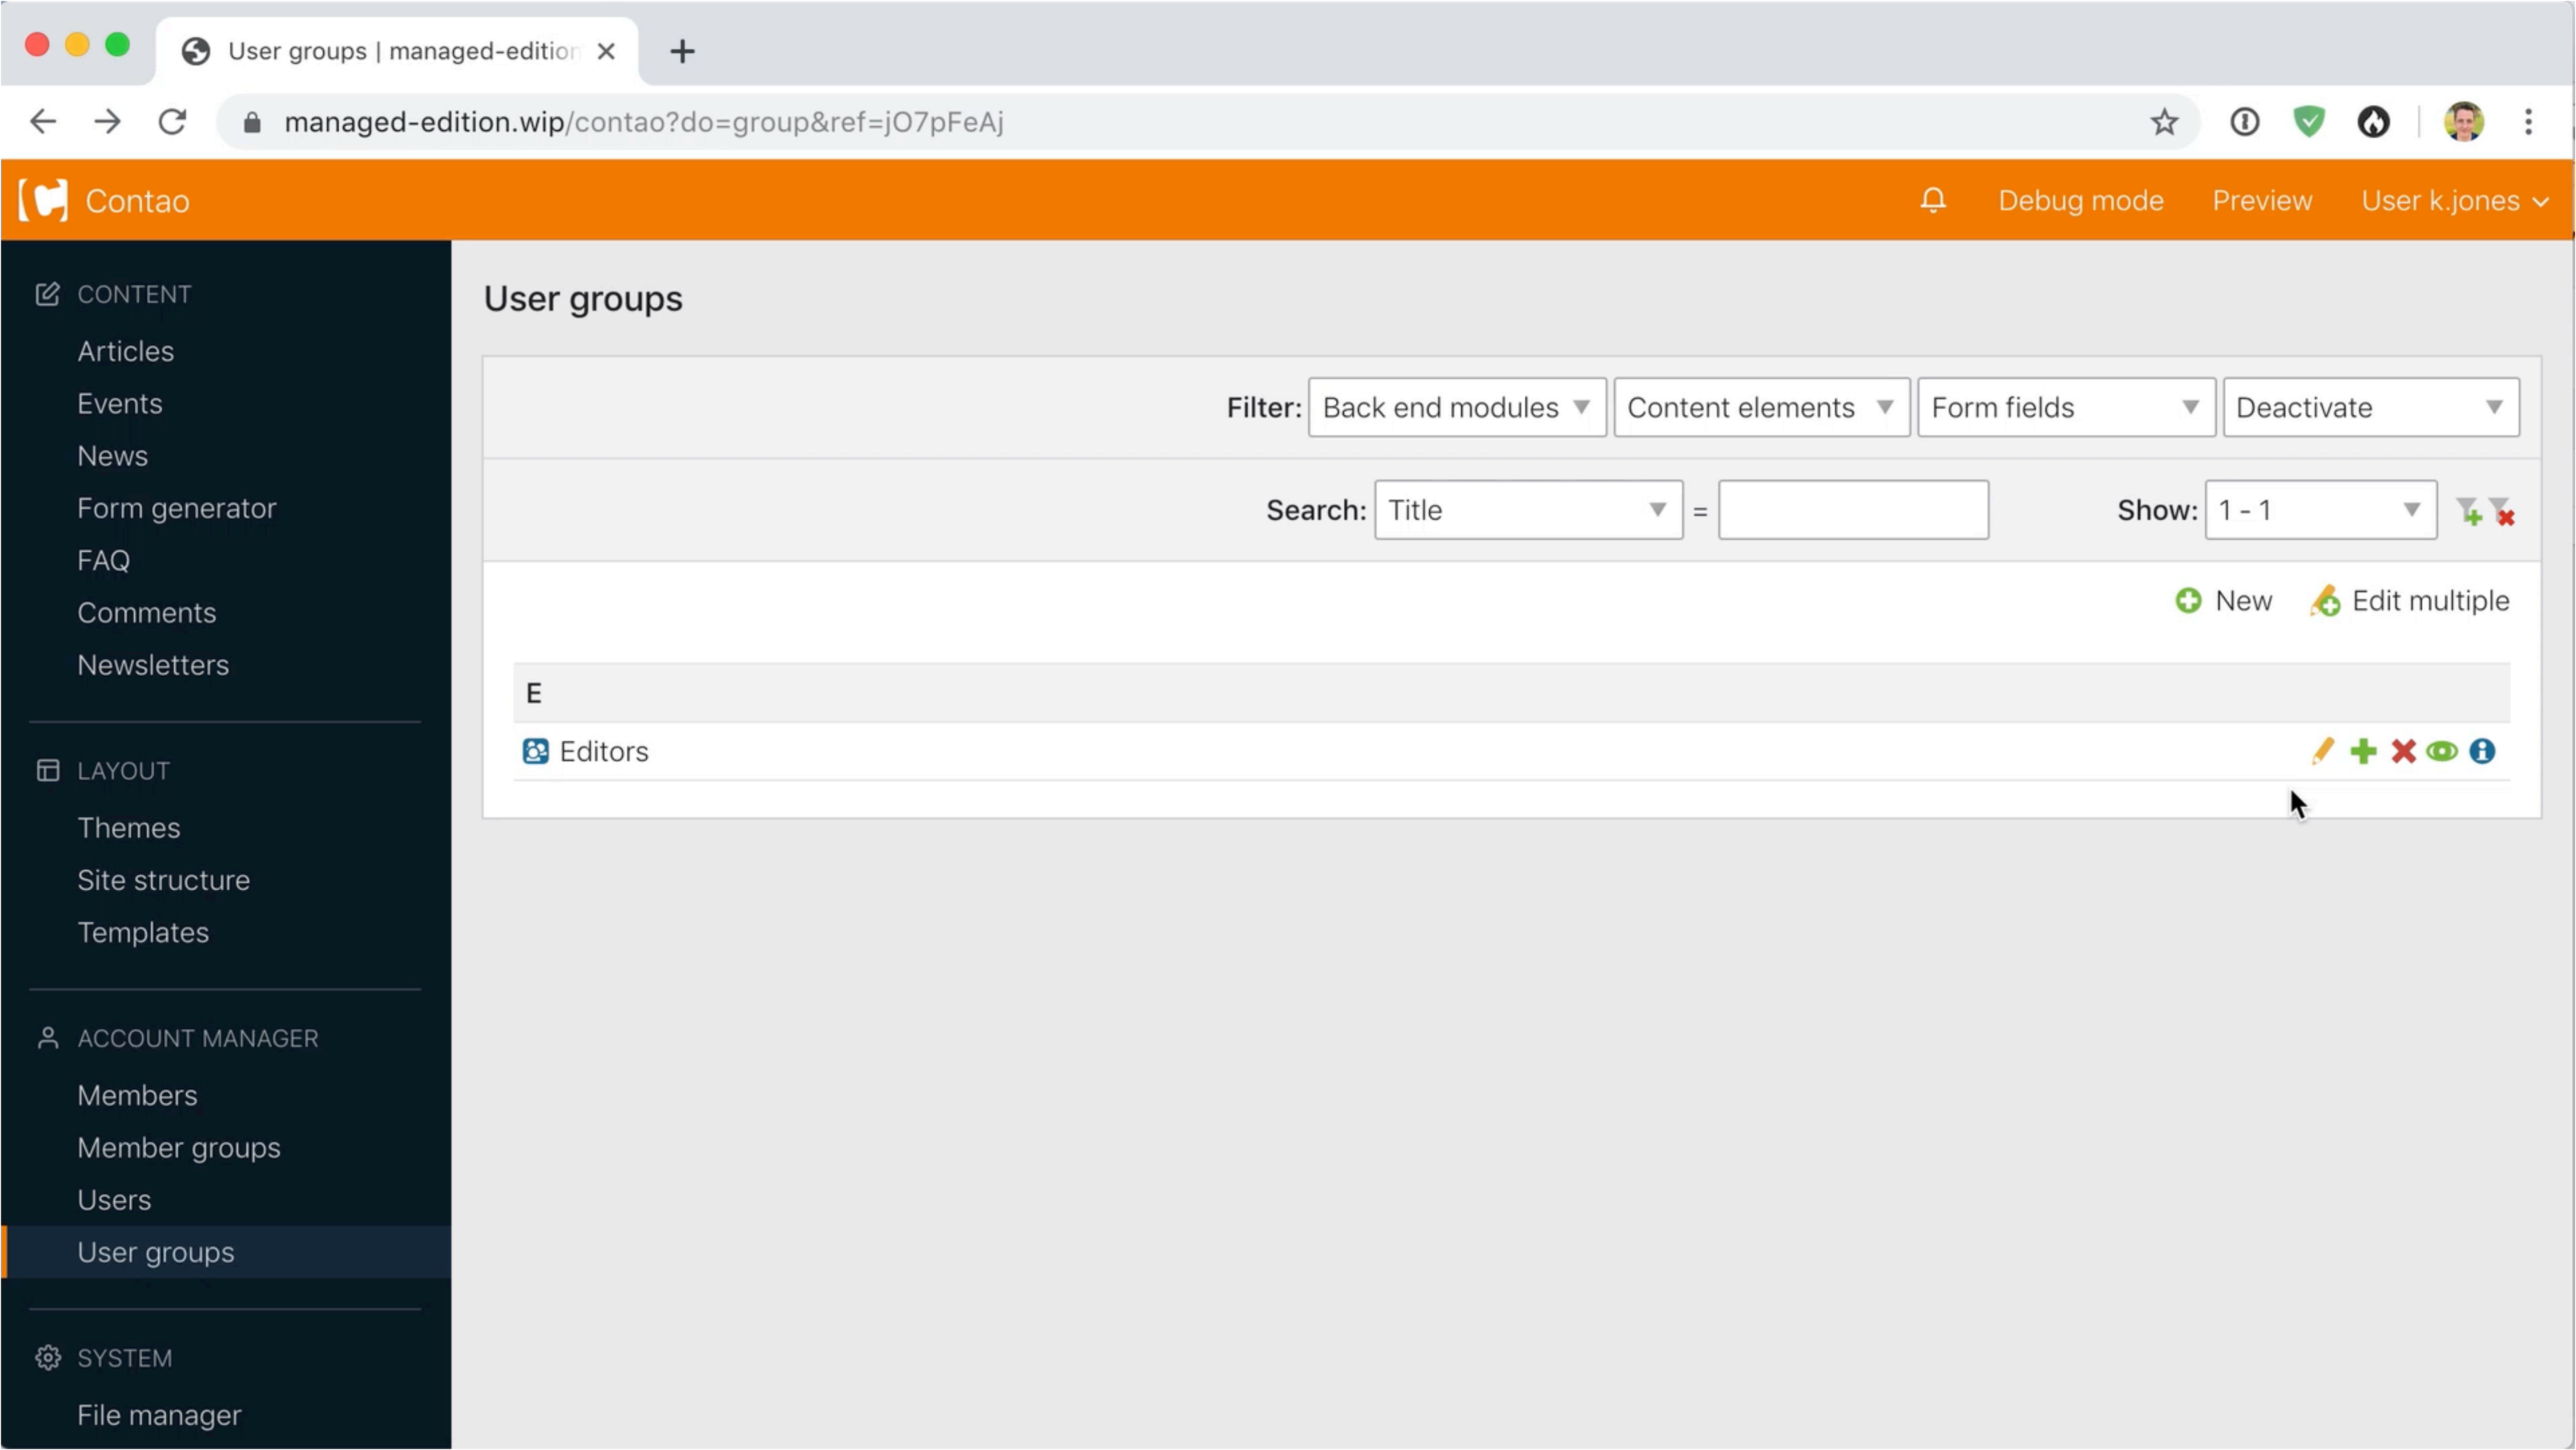 User groups | managed-edition
managed-edition.wip/contao?do=group&ref=jO7pFeAj
Contao
Debug mode
Preview
User k.jones
CONTENT
Articles
Events
News
Form generator
FAQ
Comments
Newsletters
LAYOUT
Themes
Site structure
Templates
ACCOUNT MANAGER
Members
Member groups
Users
User groups
SYSTEM
File manager
User groups
Filter: Back end modules Content elements Form fields Deactivate
Search: Title = Show: 1 - 1
New Edit multiple
E
Editors